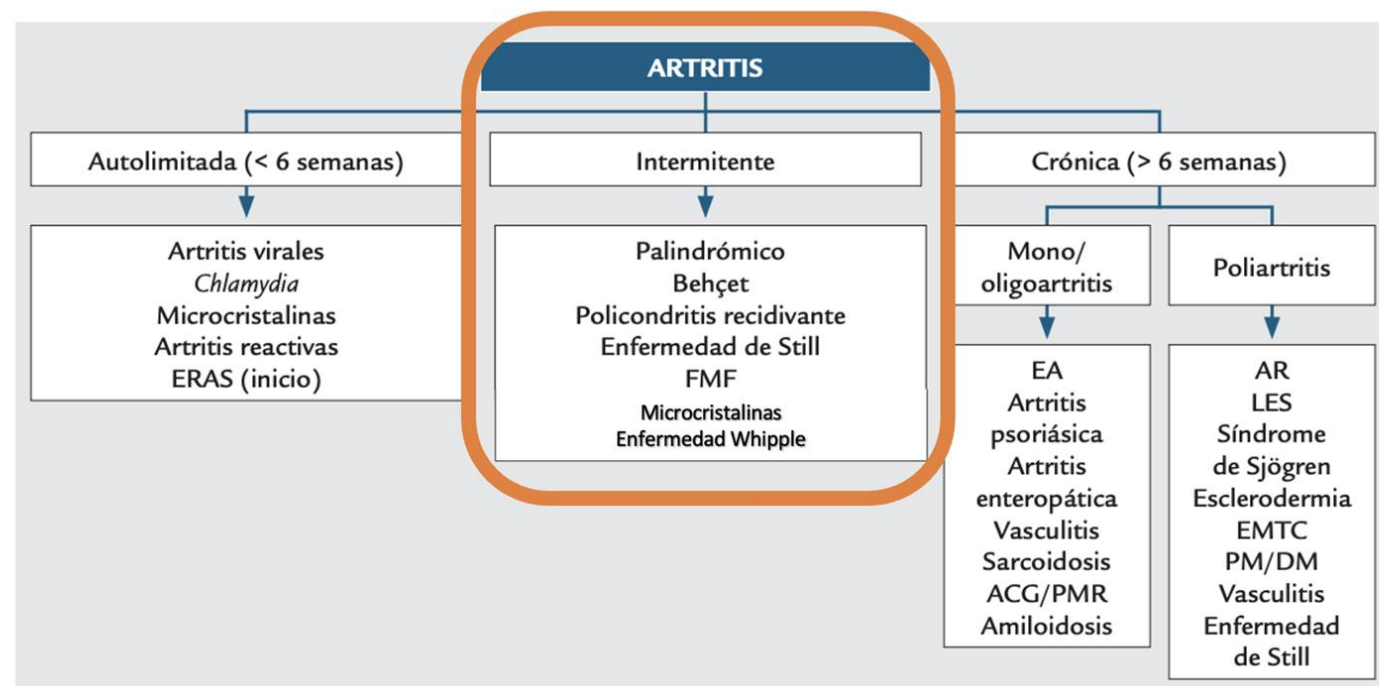 ARTRITIS
Autolimitada (< 6 semanas)
Intermitente
Crónica (> 6 semanas)
Artritis virales
Chlamydia
Microcristalinas
Artritis reactivas
ERAS (inicio)
Palindrómico
Behçet
Policondritis recidivante
Enfermedad de Still
FMF
Microcristalinas
Enfermedad Whipple
Mono/
oligoartritis
Poliartritis
EA
Artritis
psoriásica
Artritis
enteropática
Vasculitis
Sarcoidosis
ACG/PMR
Amiloidosis
AR
LES
Síndrome
de Sjögren
Esclerodermia
EMTC
PM/DM
Vasculitis
Enfermedad
de Still